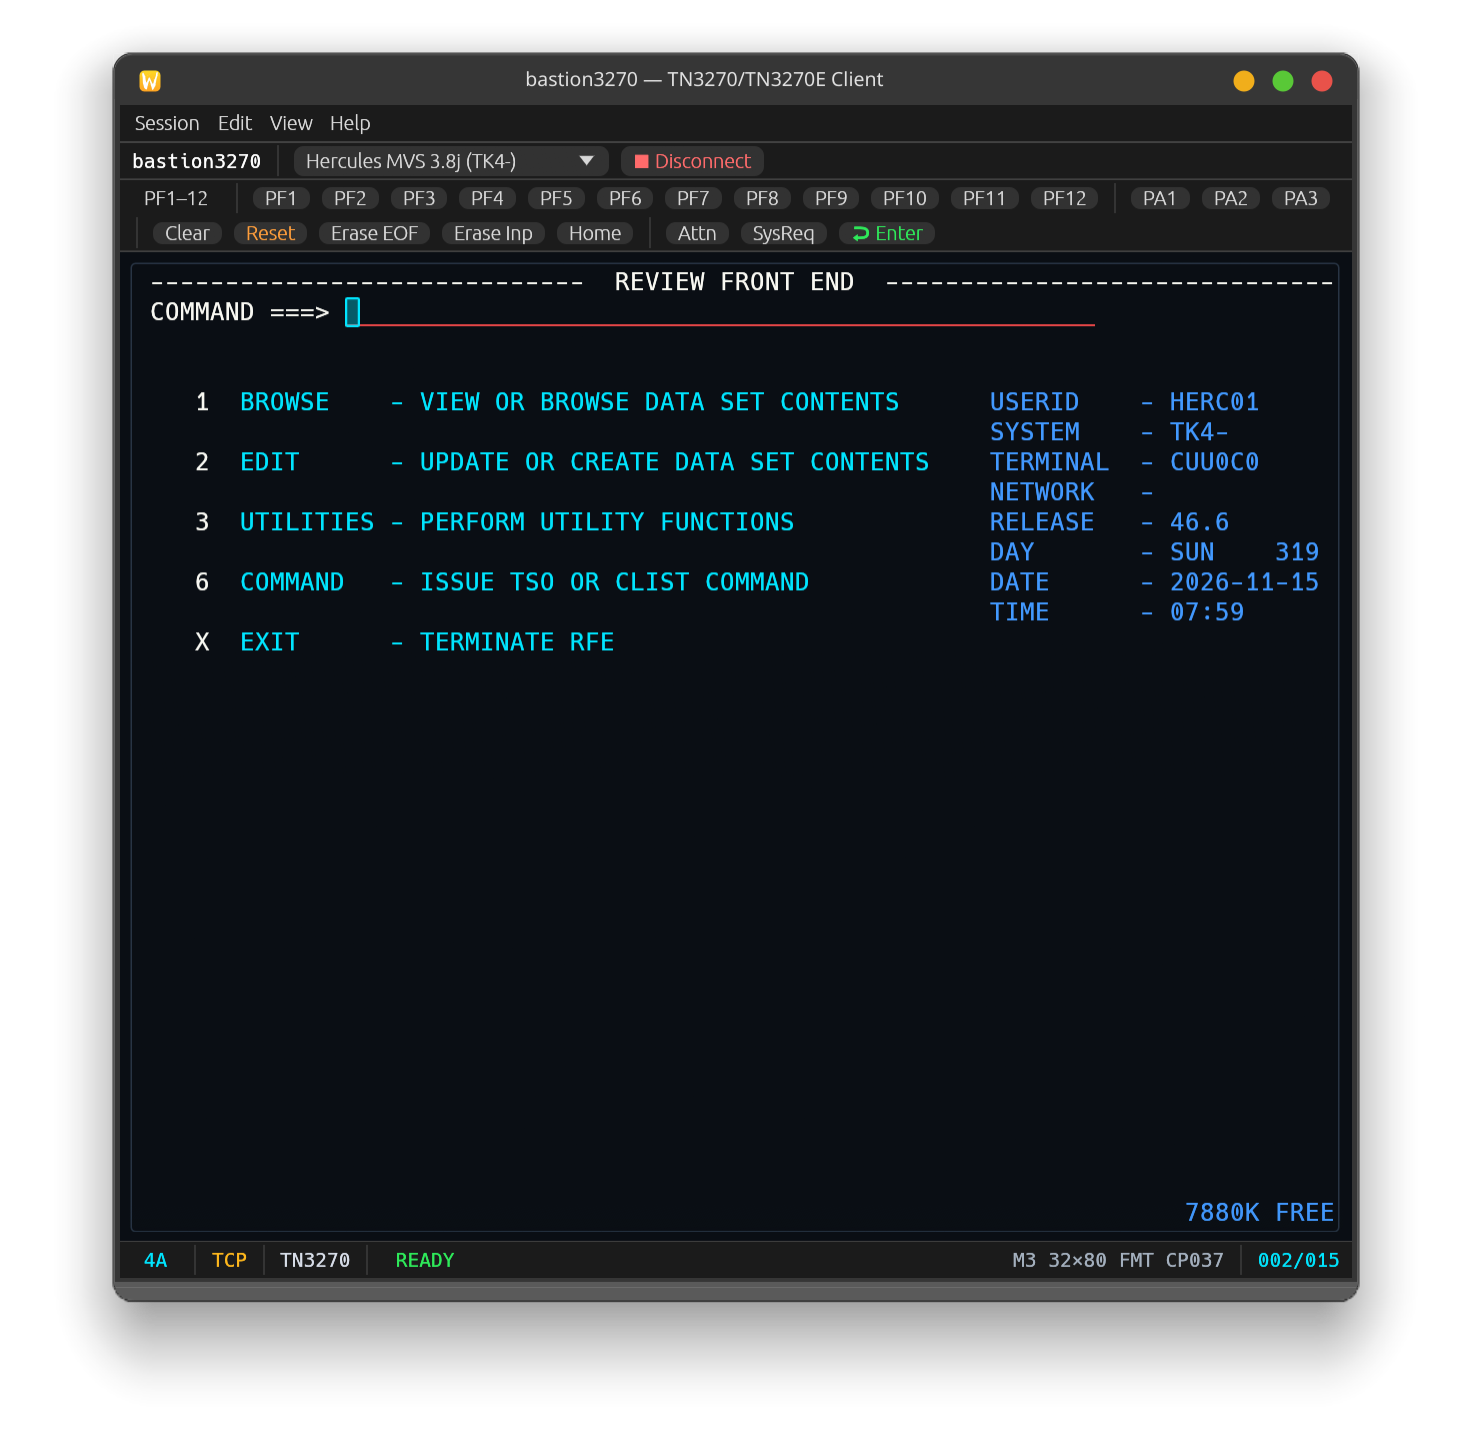 bastion3270 — TN3270/TN3270E Client
Session Edit View Help
bastion3270 Hercules MVS 3.8j (TK4-) Disconnect
PF1–12 PF1 PF2 PF3 PF4 PF5 PF6 PF7 PF8 PF9 PF10 PF11 PF12 PA1 PA2 PA3
Clear Reset Erase EOF Erase Inp Home Attn SysReq Enter
----------------------------- REVIEW FRONT END ------------------------------
COMMAND ===>
1 BROWSE - VIEW OR BROWSE DATA SET CONTENTS USERID - HERC01
SYSTEM - TK4-
2 EDIT - UPDATE OR CREATE DATA SET CONTENTS TERMINAL - CUU0C0
NETWORK -
3 UTILITIES - PERFORM UTILITY FUNCTIONS RELEASE - 46.6
DAY - SUN 319
6 COMMAND - ISSUE TSO OR CLIST COMMAND DATE - 2026-11-15
TIME - 07:59
X EXIT - TERMINATE RFE
7880K FREE
4A TCP TN3270 READY M3 32×80 FMT CP037 002/015